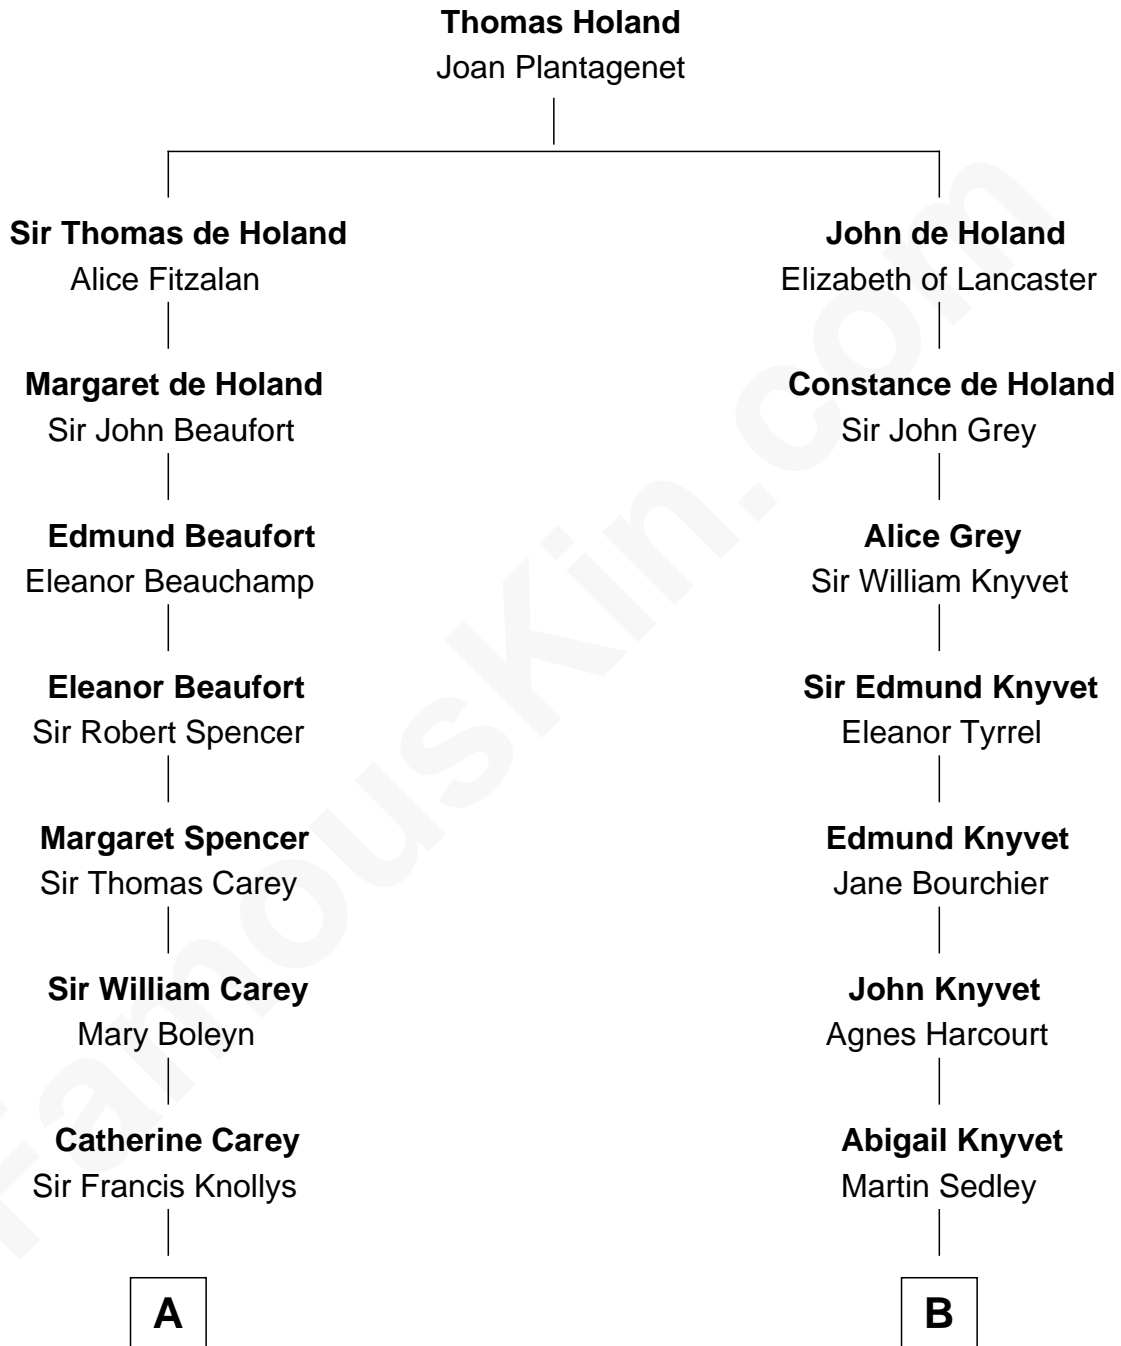 Thomas Holand
Joan Plantagenet
Sir Thomas de Holand
Alice Fitzalan
Margaret de Holand
Sir John Beaufort
Edmund Beaufort
Eleanor Beauchamp
Eleanor Beaufort
Sir Robert Spencer
Margaret Spencer
Sir Thomas Carey
Sir William Carey
Mary Boleyn
Catherine Carey
Sir Francis Knollys
A
John de Holand
Elizabeth of Lancaster
Constance de Holand
Sir John Grey
Alice Grey
Sir William Knyvet
Sir Edmund Knyvet
Eleanor Tyrrel
Edmund Knyvet
Jane Bourchier
John Knyvet
Agnes Harcourt
Abigail Knyvet
Martin Sedley
B
FamousKin.com